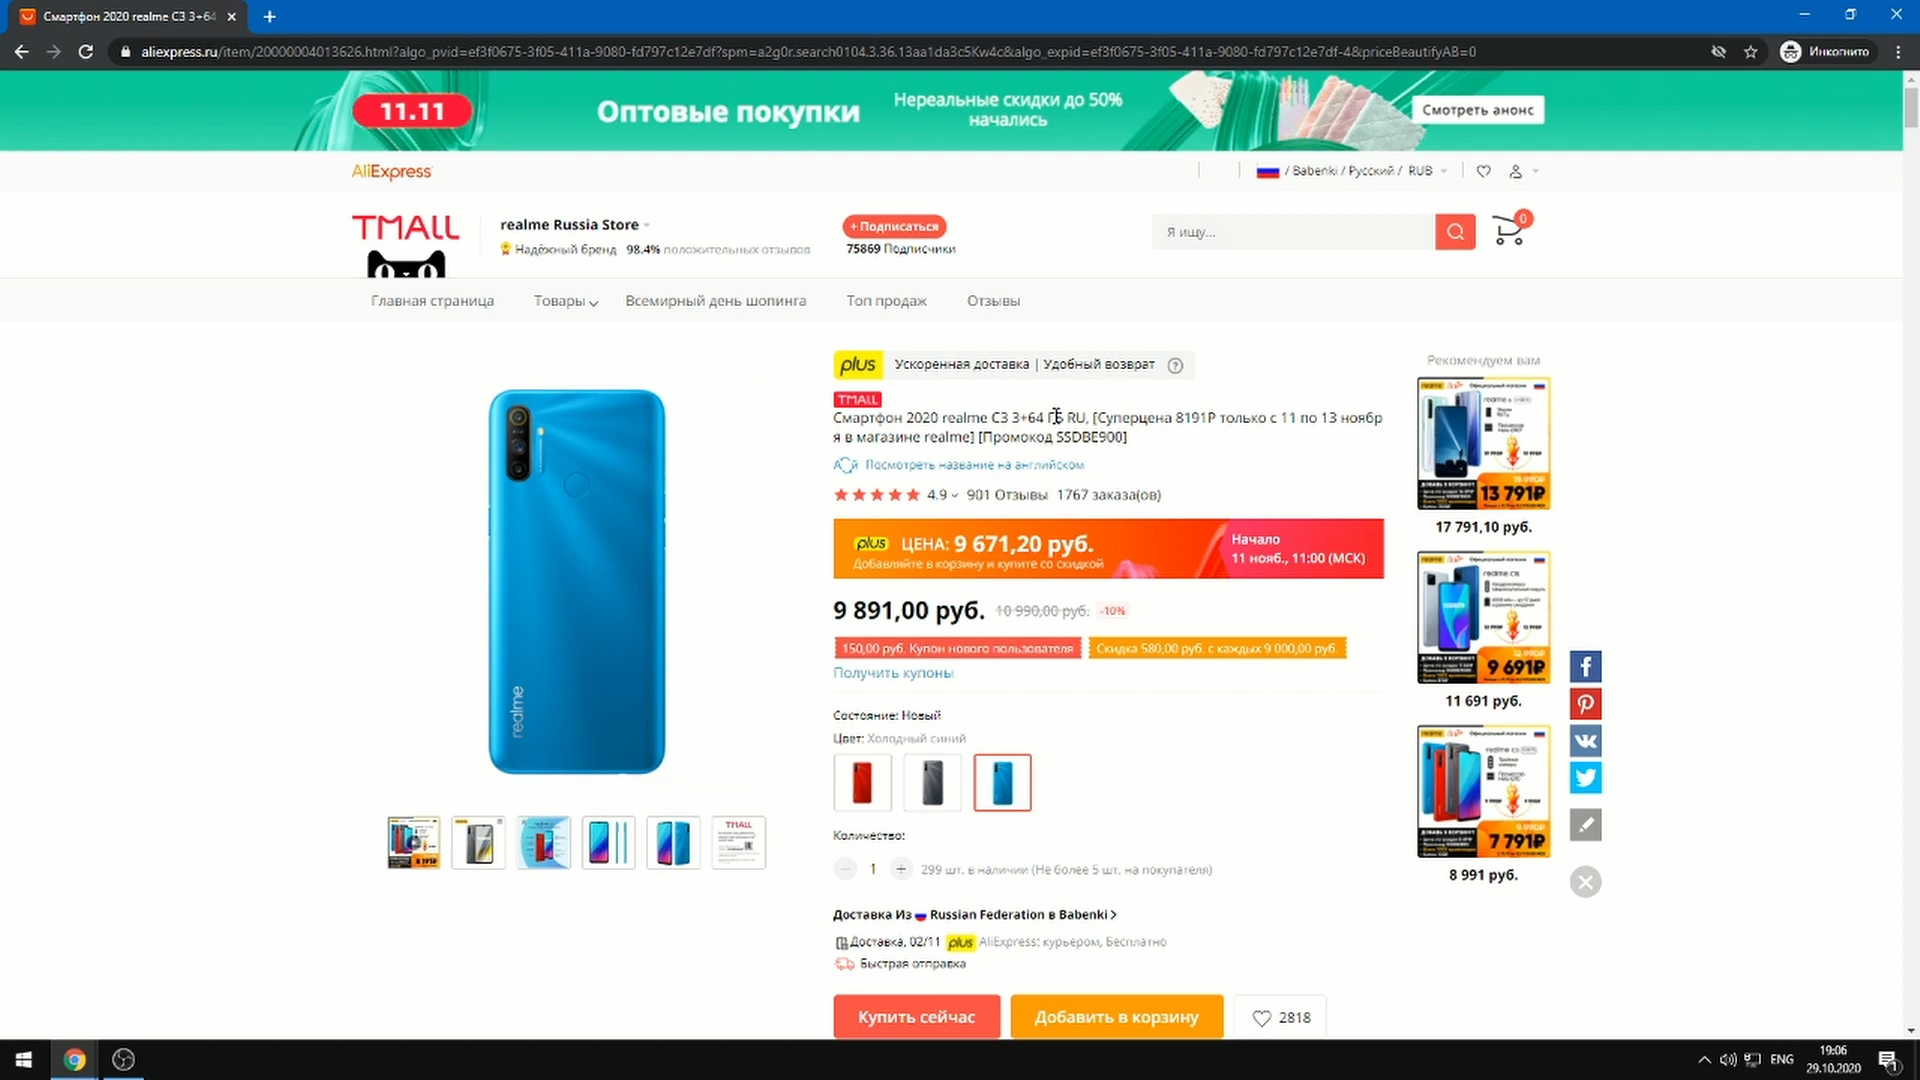 Смартфон 2020 realme C3 3+64
aliexpress.ru/item/20000004013626.html?algo_pvid=ef3f0675-3f05-411a-9080-fd797c12e7df?spm=a2g0r.search0104.3.36.13aa1da3c5Kw4c&algo_expid=ef3f0675-3f05-411a-9080-fd797c12e7df-4&priceBeautifyAB=0
Инкогнито
11.11
Оптовые покупки
Нереальные скидки до 50%
начались
Смотреть анонс
AliExpress
/ Babenki / Русский / RUB
TMALL
realme Russia Store
Надёжный бренд 98.4% положительных отзывов
+ Подписаться
75869 Подписчики
Я ищу...
0
Главная страница
Товары
Всемирный день шопинга
Топ продаж
Отзывы
plus Ускоренная доставка | Удобный возврат ?
TMALL
Смартфон 2020 realme C3 3+64 ГБ RU, [Суперцена 8191Р только с 11 по 13 ноябр
я в магазине realme] [Промокод SSDBE900]
Посмотреть название на английском
4.9 901 Отзывы 1767 заказа(ов)
plus ЦЕНА: 9 671,20 руб.
Добавляйте в корзину и купите со скидкой
Начало
11 нояб., 11:00 (МСК)
9 891,00 руб. 10 990,00 руб. -10%
150,00 руб. Купон нового пользователя
Скидка 580,00 руб. с каждых 9 000,00 руб.
Получить купоны
Состояние: Новый
Цвет: Холодный синий
Количество:
1
299 шт. в наличии (Не более 5 шт. на покупателя)
Доставка Из Russian Federation в Babenki
Доставка, 02/11 plus AliExpress: курьером, Бесплатно
Быстрая отправка
Купить сейчас
Добавить в корзину
2818
realme
TMALL
Рекомендуем вам
13 791₽
17 791,10 руб.
9 691₽
11 691 руб.
7 791₽
8 991 руб.
ENG
19:06
29.10.2020
1